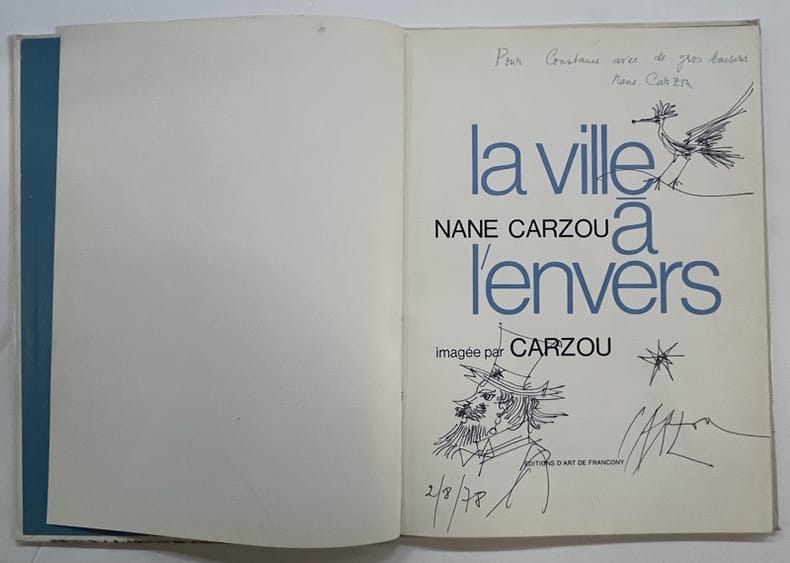 Pour Constance avec de gros baisers
Nane Carzou
la ville
NANE CARZOU à
l'envers
imagée par CARZOU
CARZOU
EDITIONS D'ART DE FRANCONY
2/8/78